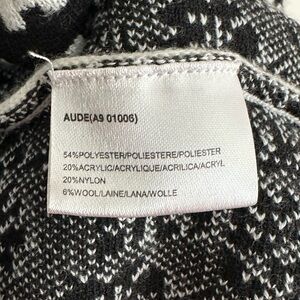 AUDE(A9 01006)
54%POLYESTER/POLIESTERE/POLIESTER
20%ACRYLIC/ACRYLIQUE/ACRILICA/ACRYL
20%NYLON
6%WOOL/LAINE/LANA/WOLLE